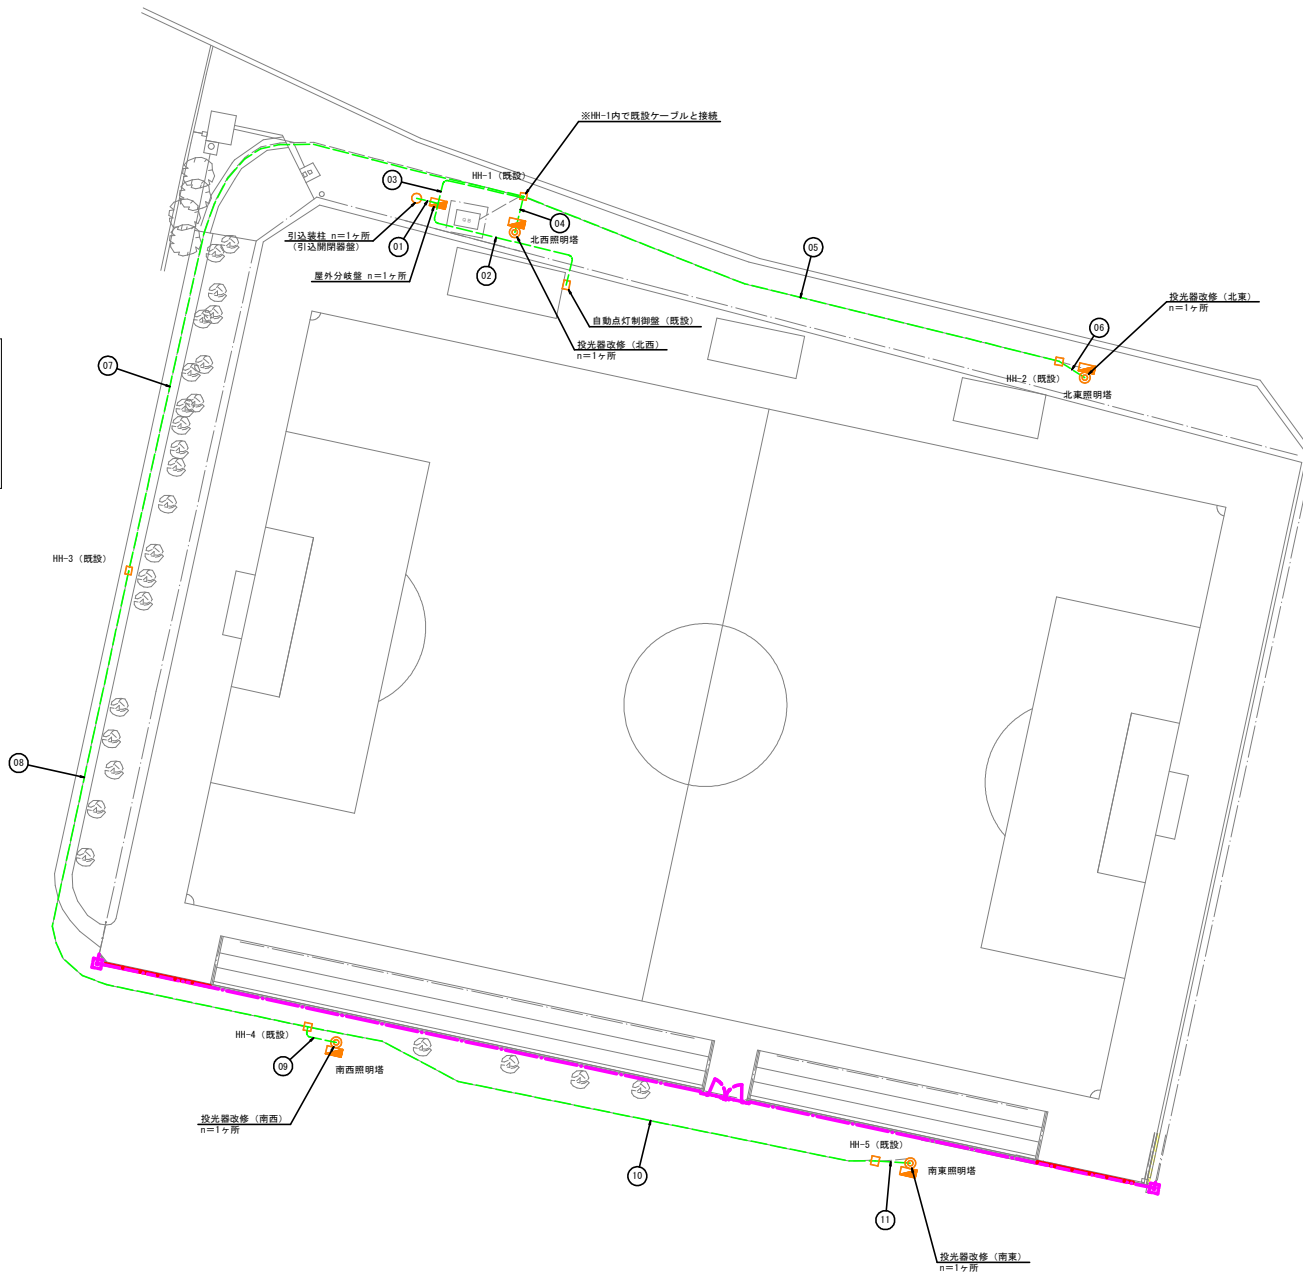 ※HH-1内で既設ケーブルと接続
HH-1（既設）
03
04
引込装柱 n=1ヶ所
（引込開閉器盤）
01
北西照明塔
05
屋外分岐盤 n=1ヶ所
02
投光器改修（北東）
n=1ヶ所
自動点灯制御盤（既設）
06
投光器改修（北西）
n=1ヶ所
07
HH-2（既設）
北東照明塔
HH-3（既設）
08
HH-4（既設）
09
南西照明塔
投光器改修（南西）
n=1ヶ所
HH-5（既設）
10
南東照明塔
11
投光器改修（南東）
n=1ヶ所